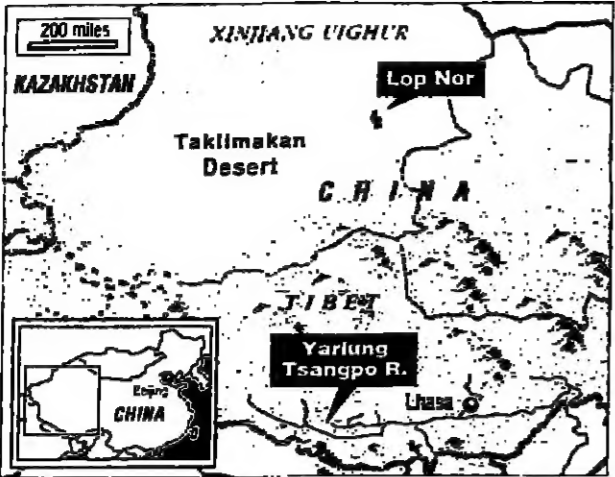 200 miles
XINJIANG UIGHUR
KAZAKHSTAN
Lop Nor
Taklimakan
Desert
CHINA
TIBET
Yarlung
Tsangpo R.
Lhasa
Beijing
CHINA